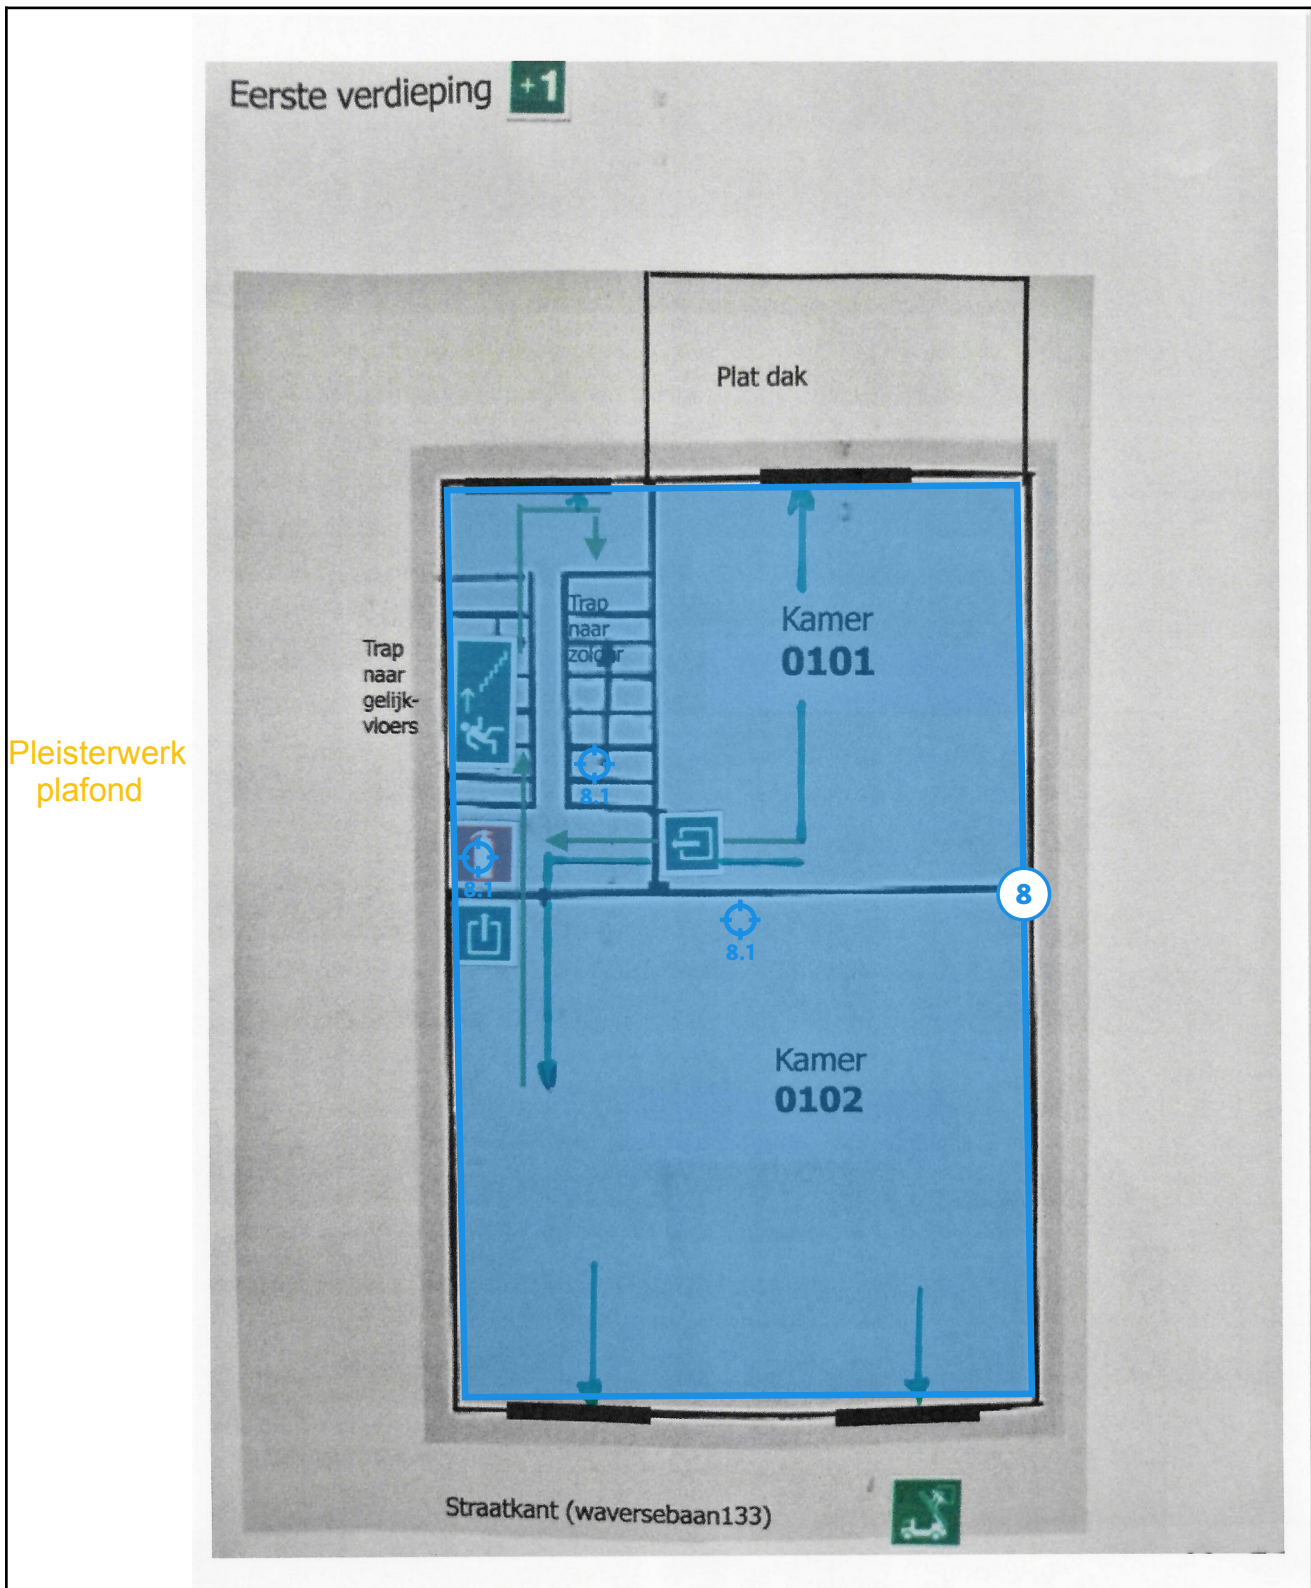 Eerste verdieping +1
Plat dak
Trap
naar
zolder
Kamer
0101
Trap
naar
gelijk-
vloers
Pleisterwerk
plafond
8.1
8.1
8
8.1
Kamer
0102
Straatkant (waversebaan133)